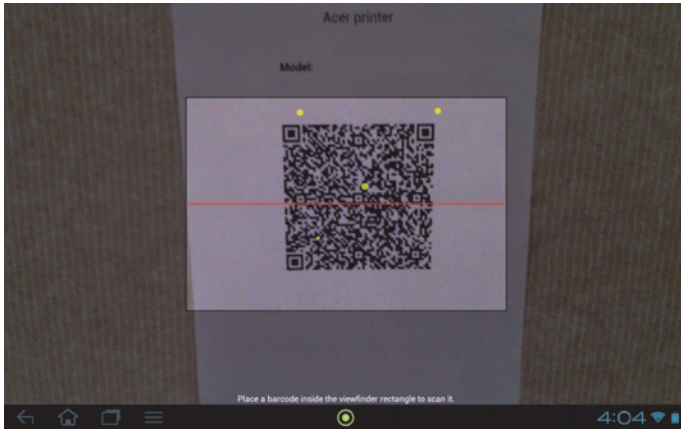 Acer printer
Model:
Place a barcode inside the viewfinder rectangle to scan it.
4:04